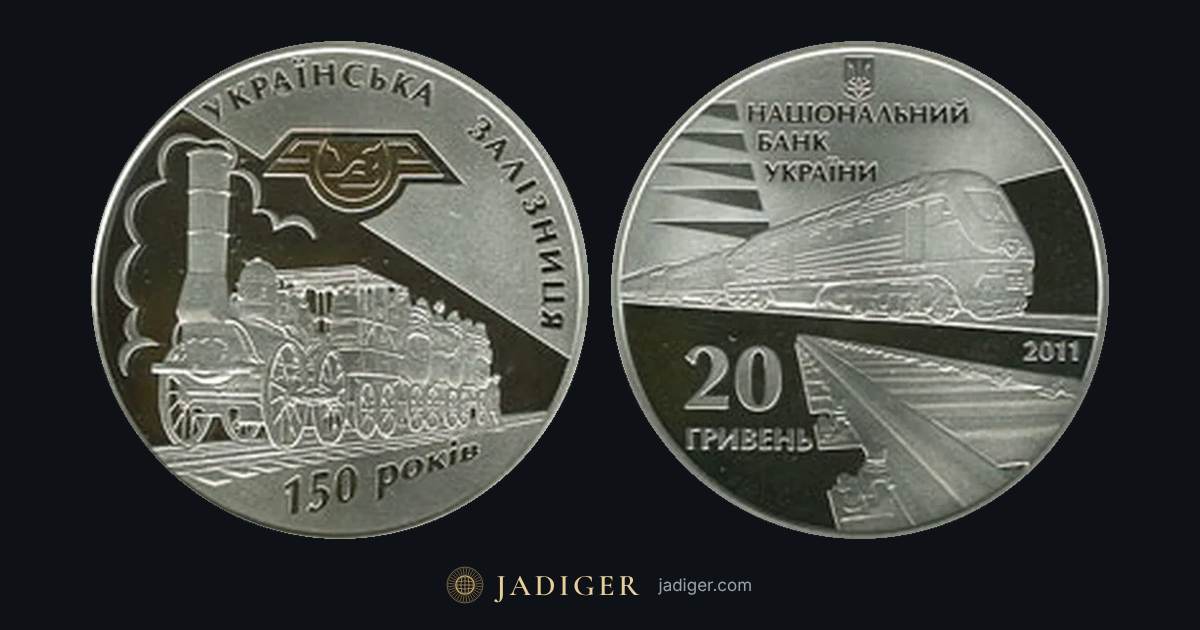 УКРАЇНСЬКА ЗАЛІЗНИЦЯ
150 років
НАЦІОНАЛЬНИЙ
БАНК
УКРАЇНИ
2011
20
ГРИВЕНЬ
JADIGER jadiger.com